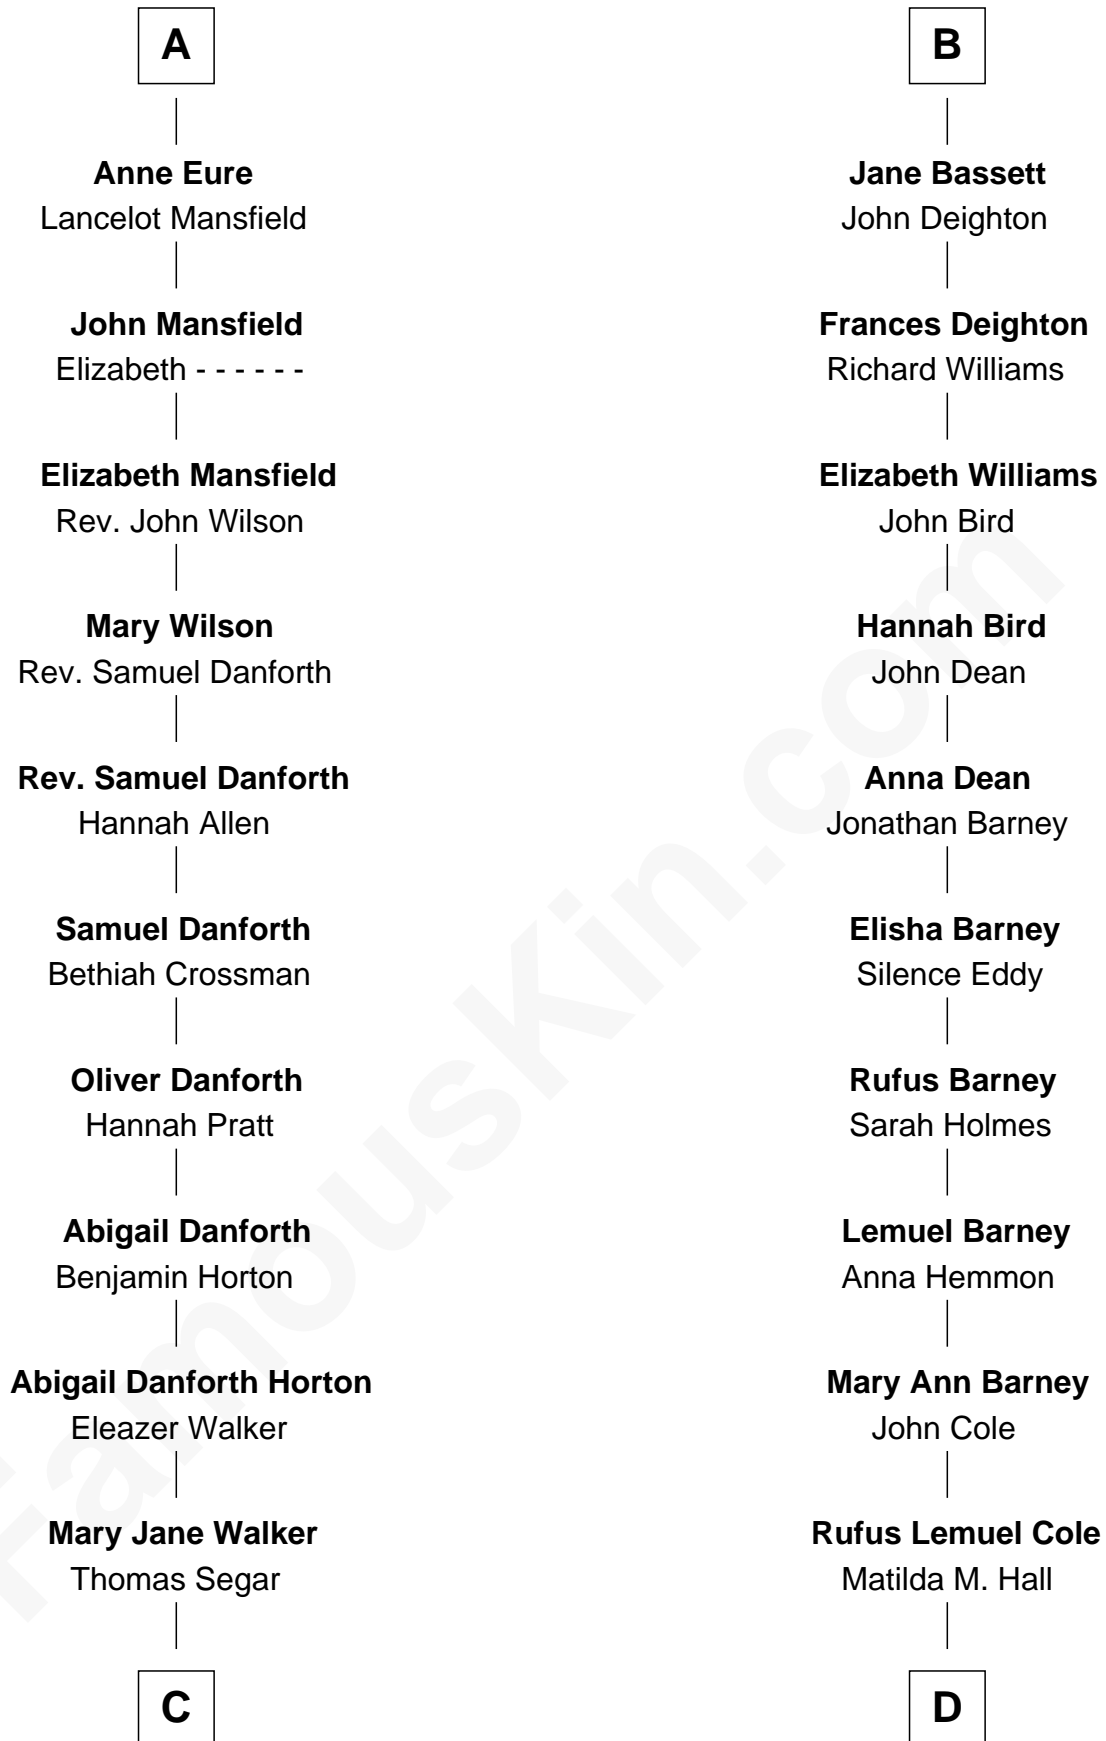 A
Anne Eure
Lancelot Mansfield
John Mansfield
Elizabeth - - - - - -
Elizabeth Mansfield
Rev. John Wilson
Mary Wilson
Rev. Samuel Danforth
Rev. Samuel Danforth
Hannah Allen
Samuel Danforth
Bethiah Crossman
Oliver Danforth
Hannah Pratt
Abigail Danforth
Benjamin Horton
Abigail Danforth Horton
Eleazer Walker
Mary Jane Walker
Thomas Segar
C
B
Jane Bassett
John Deighton
Frances Deighton
Richard Williams
Elizabeth Williams
John Bird
Hannah Bird
John Dean
Anna Dean
Jonathan Barney
Elisha Barney
Silence Eddy
Rufus Barney
Sarah Holmes
Lemuel Barney
Anna Hemmon
Mary Ann Barney
John Cole
Rufus Lemuel Cole
Matilda M. Hall
D
FamousKin.com